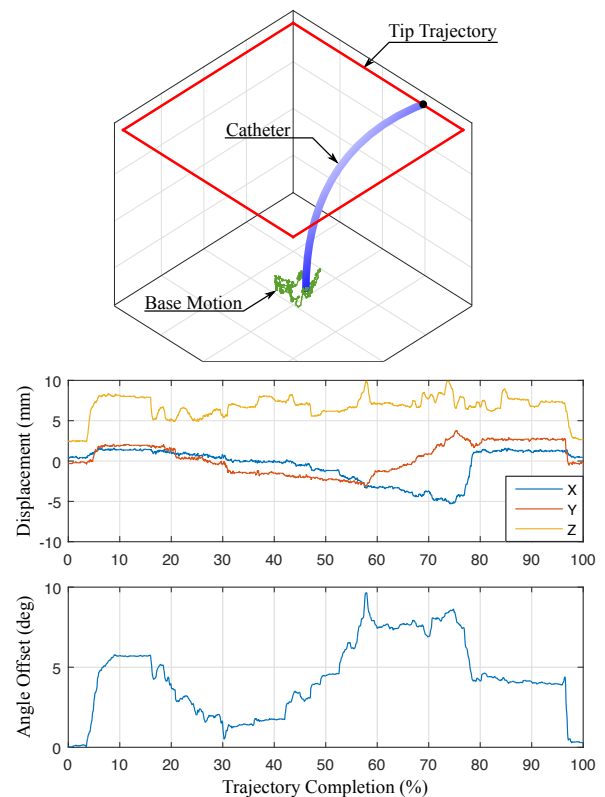 Tip Trajectory
Catheter
Base Motion
Displacement (mm)
10
5
0
-5
-10
X
Y
Z
0 10 20 30 40 50 60 70 80 90 100
Angle Offset (deg)
10
5
0
0 10 20 30 40 50 60 70 80 90 100
Trajectory Completion (%)